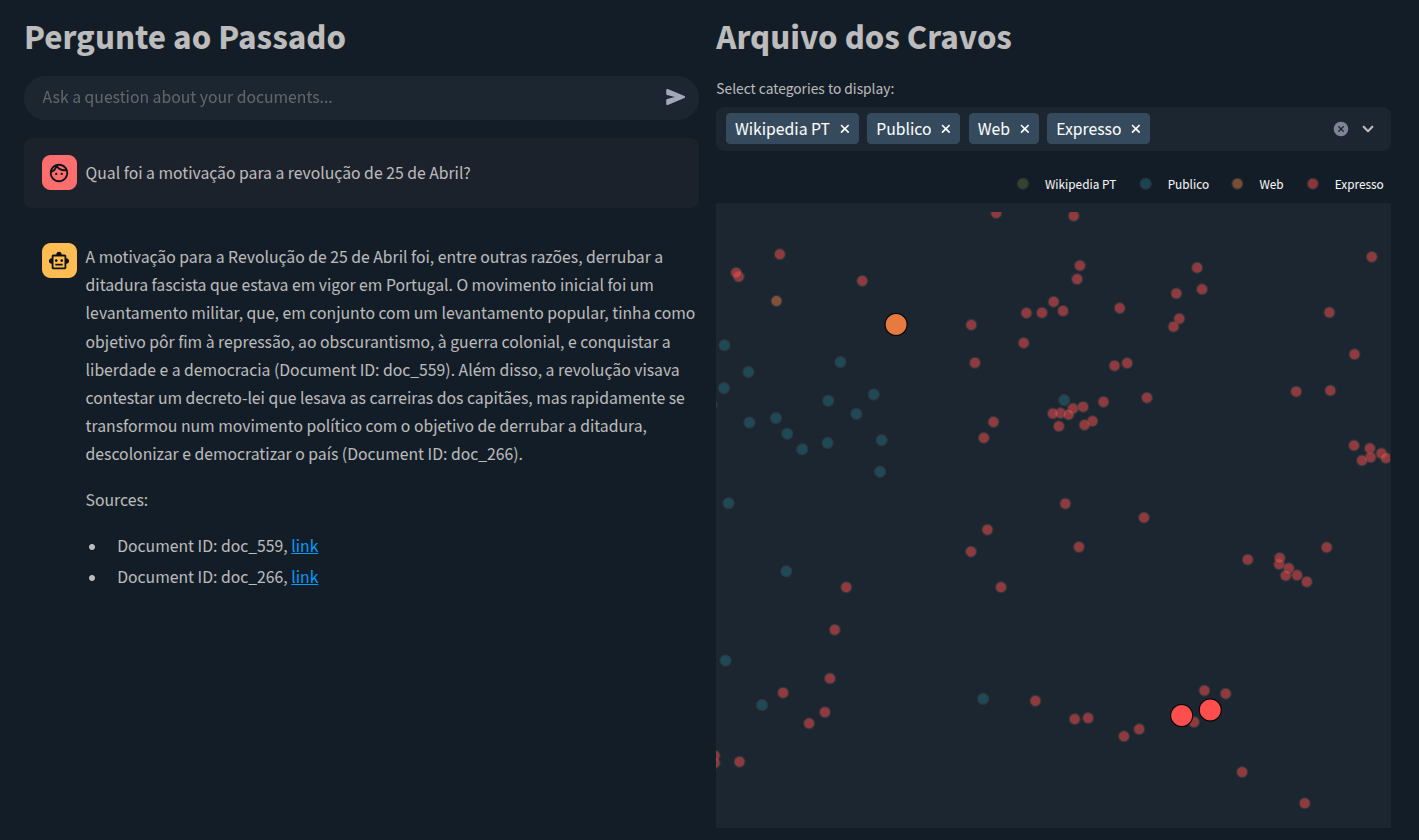 Pergunte ao Passado
Ask a question about your documents...
Qual foi a motivação para a revolução de 25 de Abril?
A motivação para a Revolução de 25 de Abril foi, entre outras razões, derrubar a
ditadura fascista que estava em vigor em Portugal. O movimento inicial foi um
levantamento militar, que, em conjunto com um levantamento popular, tinha como
objetivo pôr fim à repressão, ao obscurantismo, à guerra colonial, e conquistar a
liberdade e a democracia (Document ID: doc_559). Além disso, a revolução visava
contestar um decreto-lei que lesava as carreiras dos capitães, mas rapidamente se
transformou num movimento político com o objetivo de derrubar a ditadura,
descolonizar e democratizar o país (Document ID: doc_266).
Sources:
• Document ID: doc_559, link
• Document ID: doc_266, link
Arquivo dos Cravos
Select categories to display:
Wikipedia PT × Publico × Web × Expresso ×
Wikipedia PT Publico Web Expresso